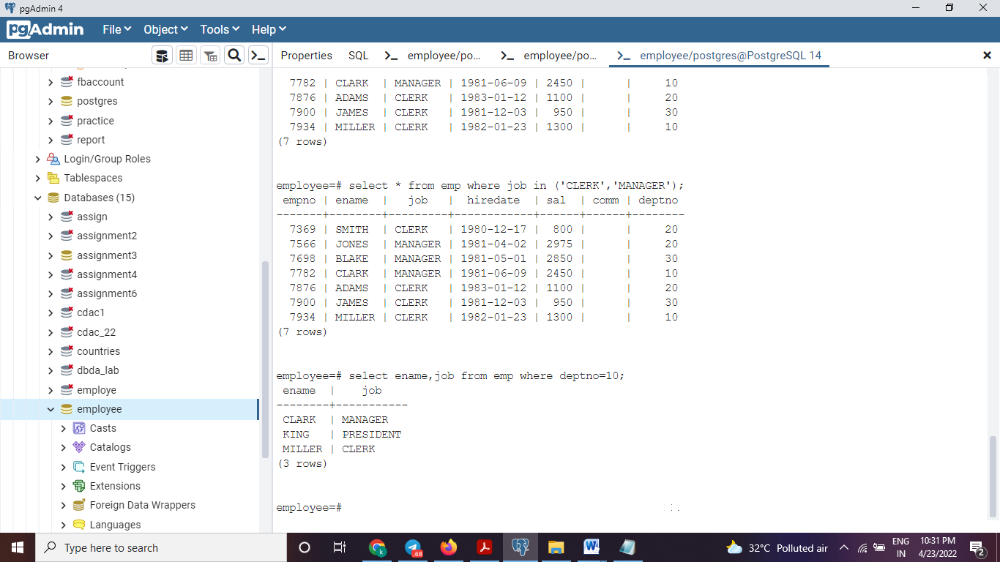 pgAdmin 4
pgAdmin File Object Tools Help
Browser
Properties SQL employee/po... employee/po... employee/postgres@PostgreSQL 14
fbaccount
postgres
practice
report
Login/Group Roles
Tablespaces
Databases (15)
assign
assignment2
assignment3
assignment4
assignment6
cdac1
cdac_22
countries
dbda_lab
employe
employee
Casts
Catalogs
Event Triggers
Extensions
Foreign Data Wrappers
Languages
7782 | CLARK | MANAGER | 1981-06-09 | 2450 | | 10
7876 | ADAMS | CLERK | 1983-01-12 | 1100 | | 20
7900 | JAMES | CLERK | 1981-12-03 | 950 | | 30
7934 | MILLER | CLERK | 1982-01-23 | 1300 | | 10
(7 rows)
employee=# select * from emp where job in ('CLERK','MANAGER');
empno | ename | job | hiredate | sal | comm | deptno
-------+--------+---------+------------+------+------+--------
7369 | SMITH | CLERK | 1980-12-17 | 800 | | 20
7566 | JONES | MANAGER | 1981-04-02 | 2975 | | 20
7698 | BLAKE | MANAGER | 1981-05-01 | 2850 | | 30
7782 | CLARK | MANAGER | 1981-06-09 | 2450 | | 10
7876 | ADAMS | CLERK | 1983-01-12 | 1100 | | 20
7900 | JAMES | CLERK | 1981-12-03 | 950 | | 30
7934 | MILLER | CLERK | 1982-01-23 | 1300 | | 10
(7 rows)
employee=# select ename,job from emp where deptno=10;
ename | job
--------+-----------
CLARK | MANAGER
KING | PRESIDENT
MILLER | CLERK
(3 rows)
employee=#
Type here to search
k
.68
32°C Polluted air
ENG
IN
10:31 PM
4/23/2022
2